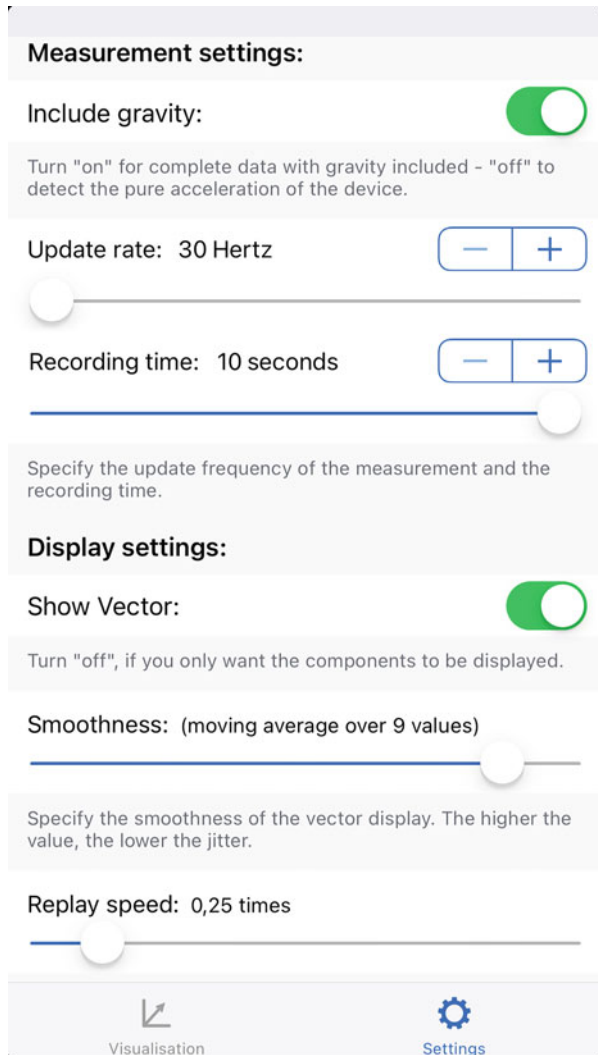 Measurement settings:
Include gravity:
Turn "on" for complete data with gravity included - "off" to
detect the pure acceleration of the device.
Update rate: 30 Hertz
Recording time: 10 seconds
Specify the update frequency of the measurement and the
recording time.
Display settings:
Show Vector:
Turn "off", if you only want the components to be displayed.
Smoothness: (moving average over 9 values)
Specify the smoothness of the vector display. The higher the
value, the lower the jitter.
Replay speed: 0,25 times
Visualisation Settings